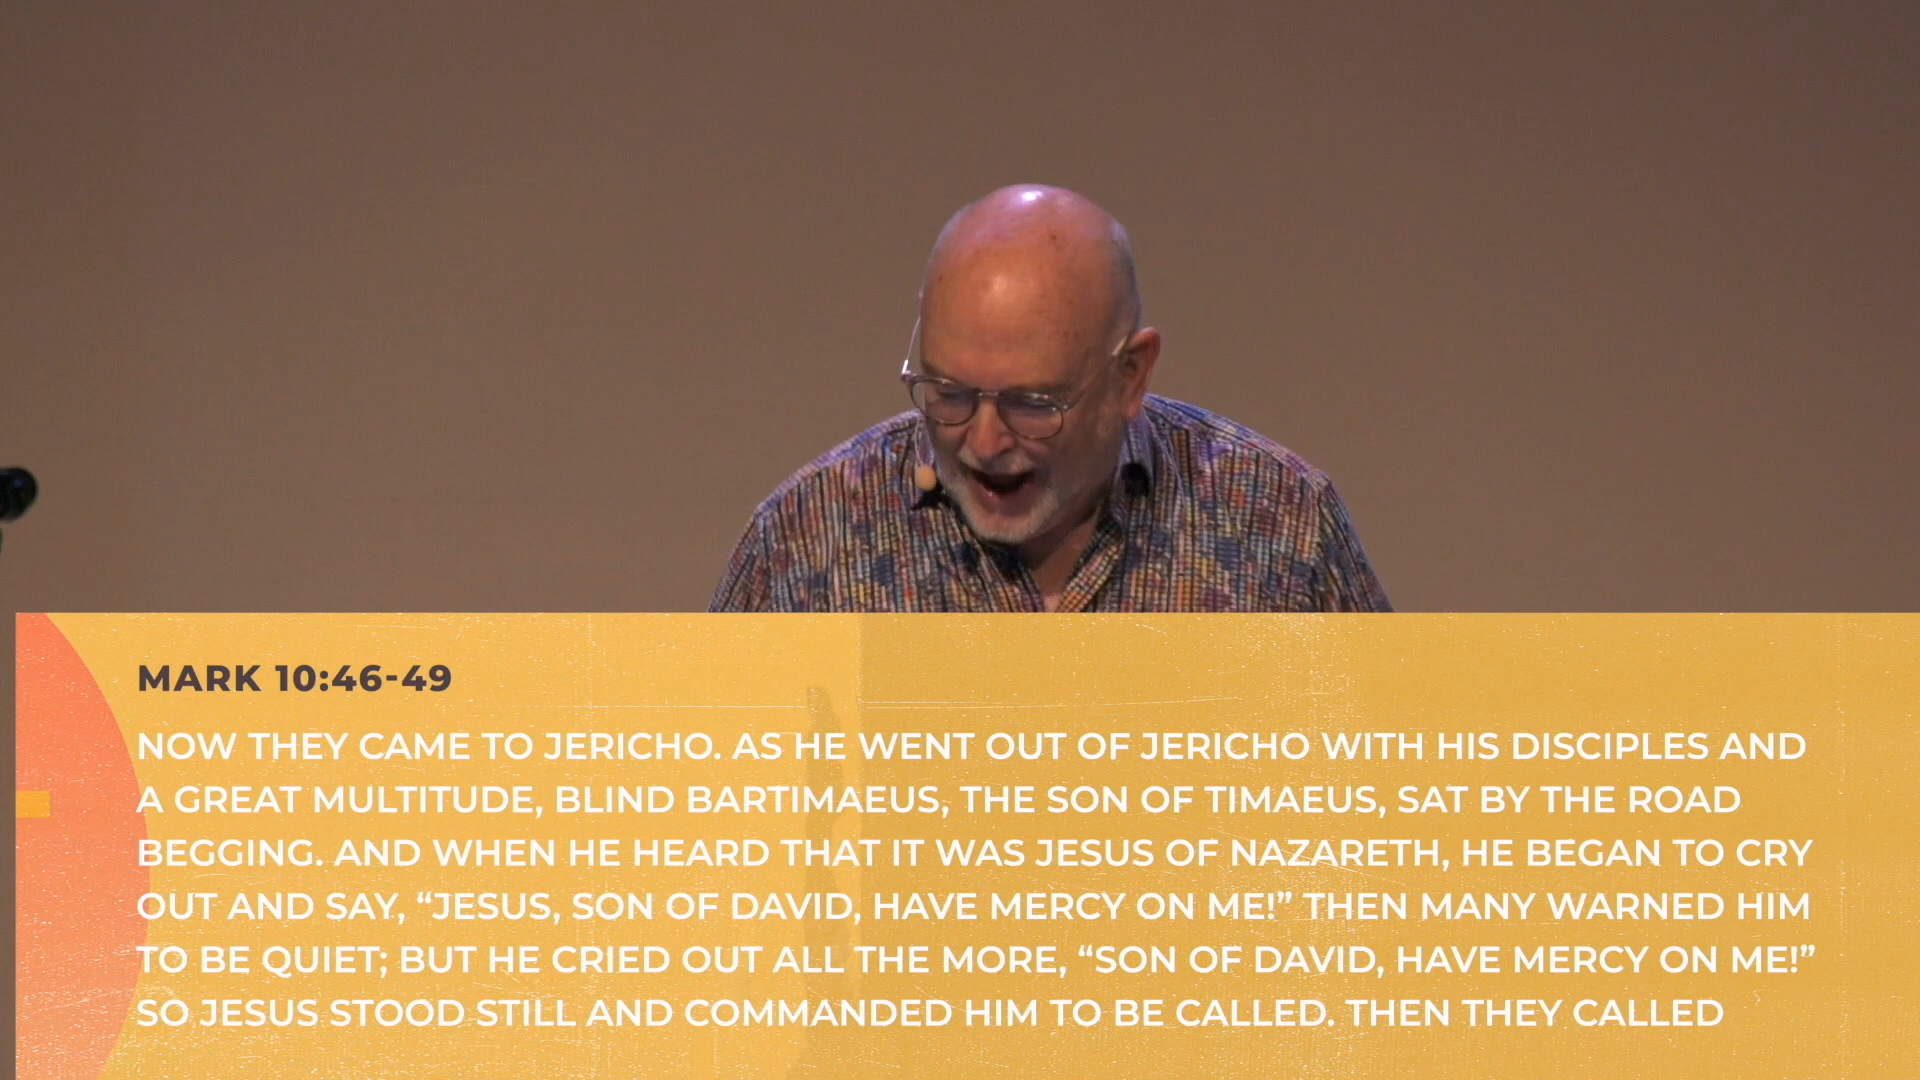 MARK 10:46-49
NOW THEY CAME TO JERICHO. AS HE WENT OUT OF JERICHO WITH HIS DISCIPLES AND
A GREAT MULTITUDE, BLIND BARTIMAEUS, THE SON OF TIMAEUS, SAT BY THE ROAD
BEGGING. AND WHEN HE HEARD THAT IT WAS JESUS OF NAZARETH, HE BEGAN TO CRY
OUT AND SAY, “JESUS, SON OF DAVID, HAVE MERCY ON ME!” THEN MANY WARNED HIM
TO BE QUIET; BUT HE CRIED OUT ALL THE MORE, “SON OF DAVID, HAVE MERCY ON ME!”
SO JESUS STOOD STILL AND COMMANDED HIM TO BE CALLED. THEN THEY CALLED